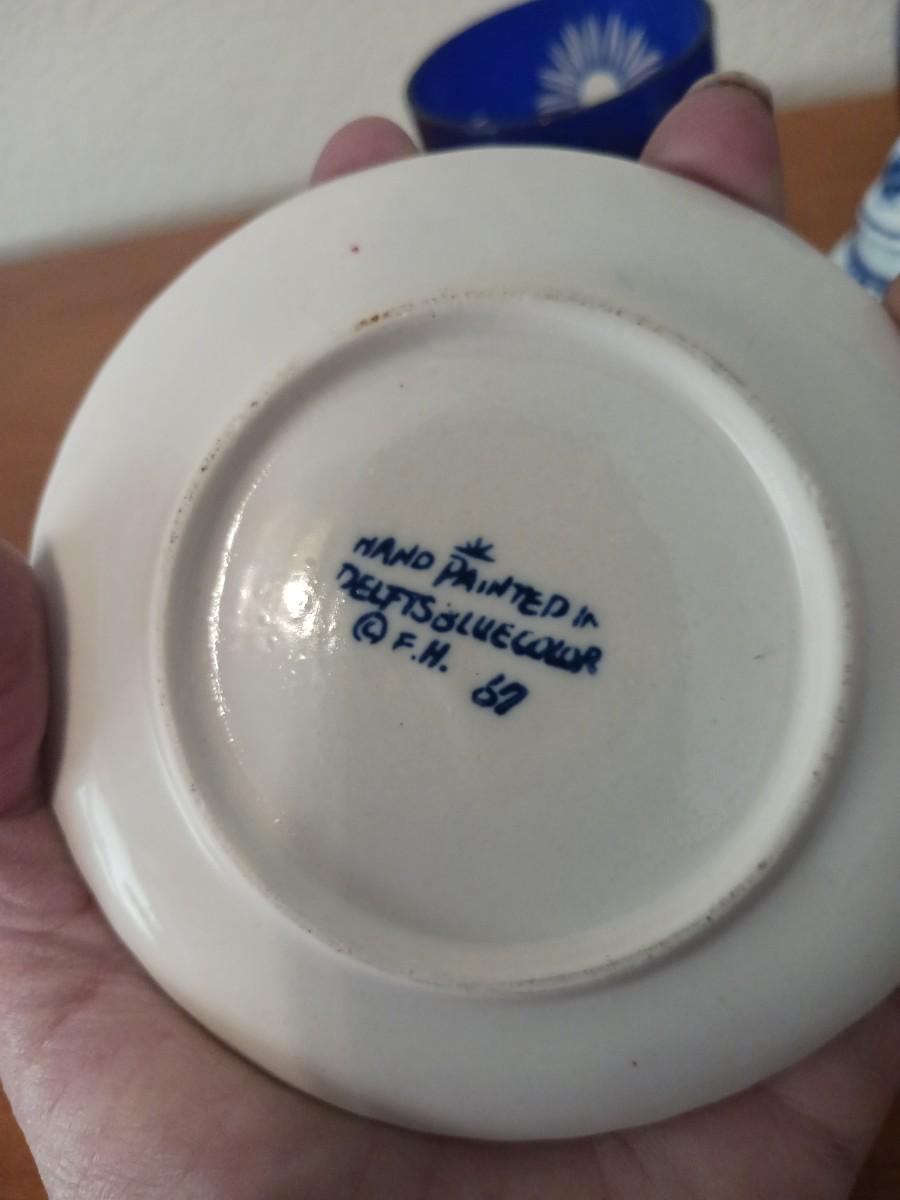 HAND PAINTED in
DELFTSBLUECOLOR
© F.H. 67